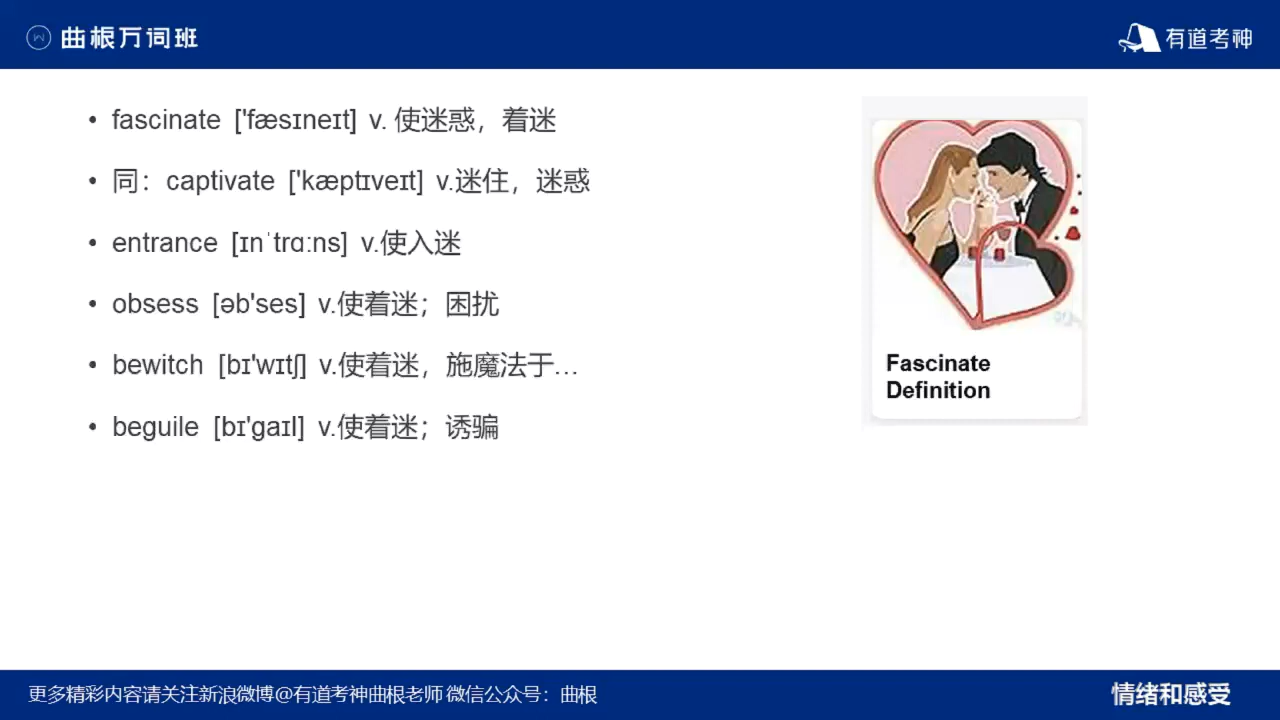 曲根万词班
有道考神
• fascinate ['fæsɪneɪt] v. 使迷惑，着迷
• 同：captivate ['kæptɪveɪt] v.迷住，迷惑
• entrance [ɪnˈtrɑːns] v.使入迷
• obsess [əb'ses] v.使着迷；困扰
• bewitch [bɪ'wɪtʃ] v.使着迷，施魔法于…
• beguile [bɪ'gaɪl] v.使着迷；诱骗
Fascinate
Definition
更多精彩内容请关注新浪微博@有道考神曲根老师 微信公众号：曲根
情绪和感受